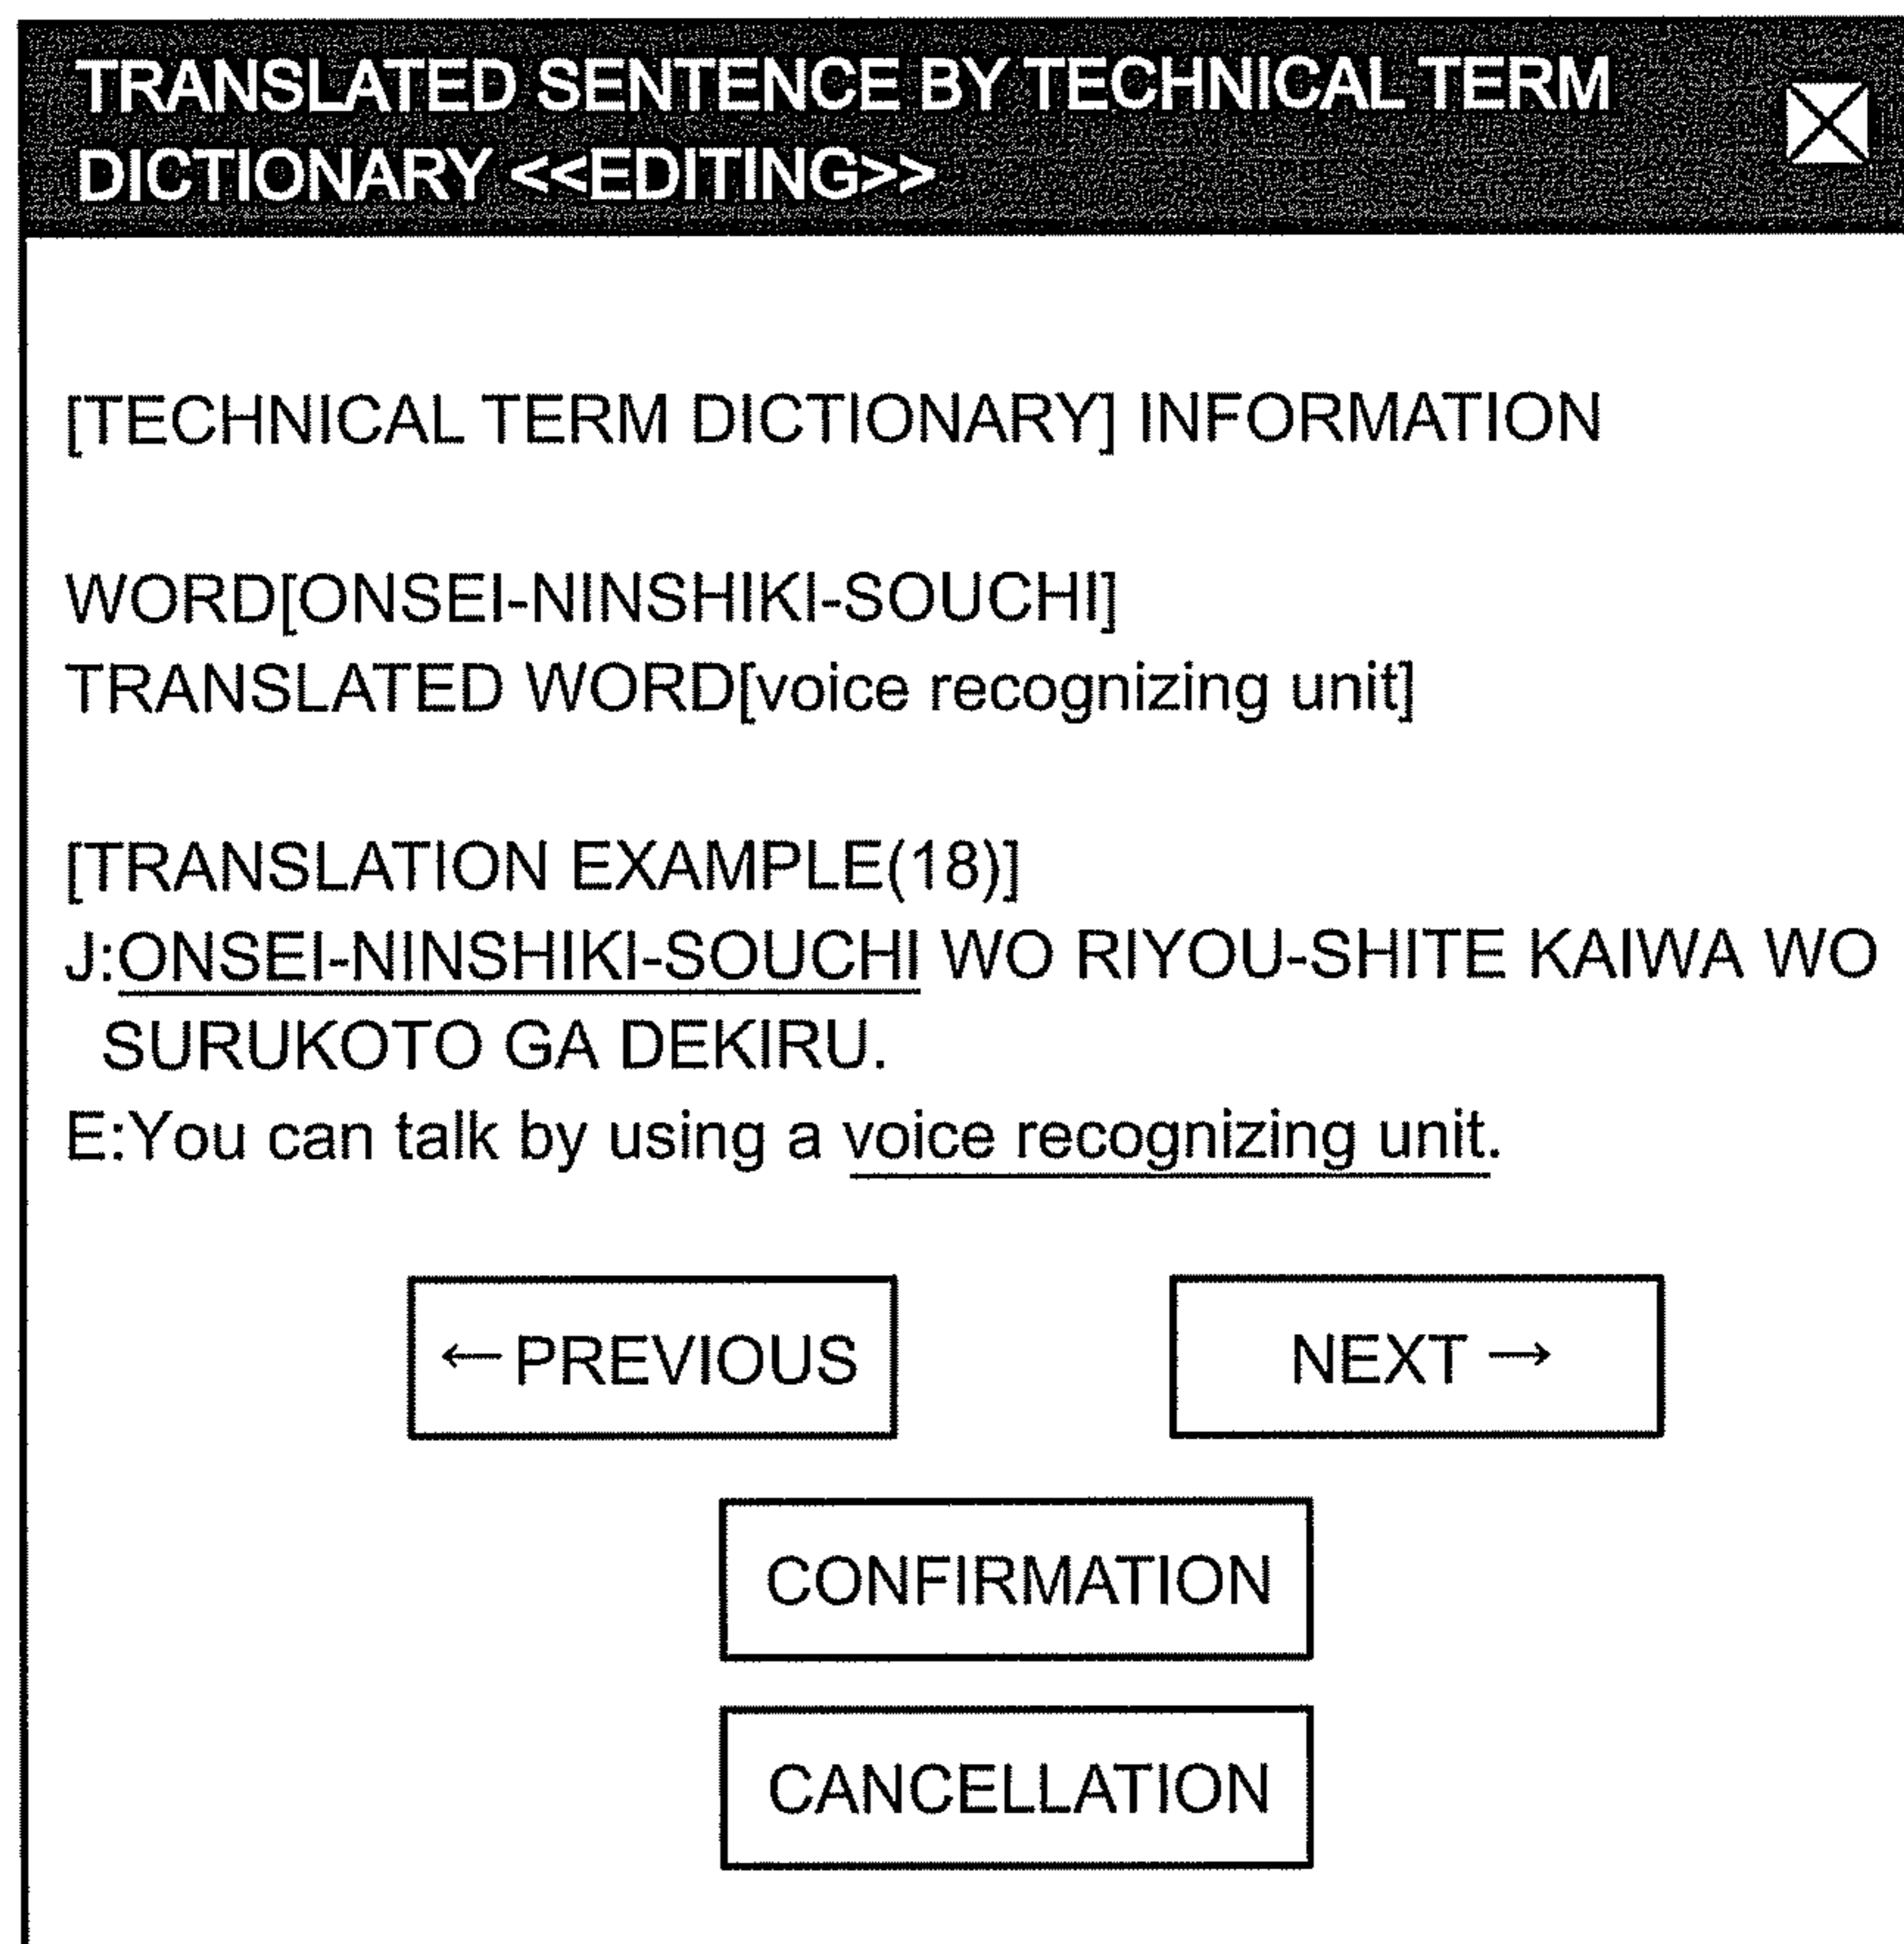 TRANSLATED SENTENCE BY TECHNICAL TERM
DICTIONARY <<EDITING>>
[TECHNICAL TERM DICTIONARY] INFORMATION
WORD[ONSEI-NINSHIKI-SOUCHI]
TRANSLATED WORD[voice recognizing unit]
[TRANSLATION EXAMPLE(18)]
J:ONSEI-NINSHIKI-SOUCHI WO RIYOU-SHITE KAIWA WO
SURUKOTO GA DEKIRU.
E:You can talk by using a voice recognizing unit.
←PREVIOUS
NEXT →
CONFIRMATION
CANCELLATION